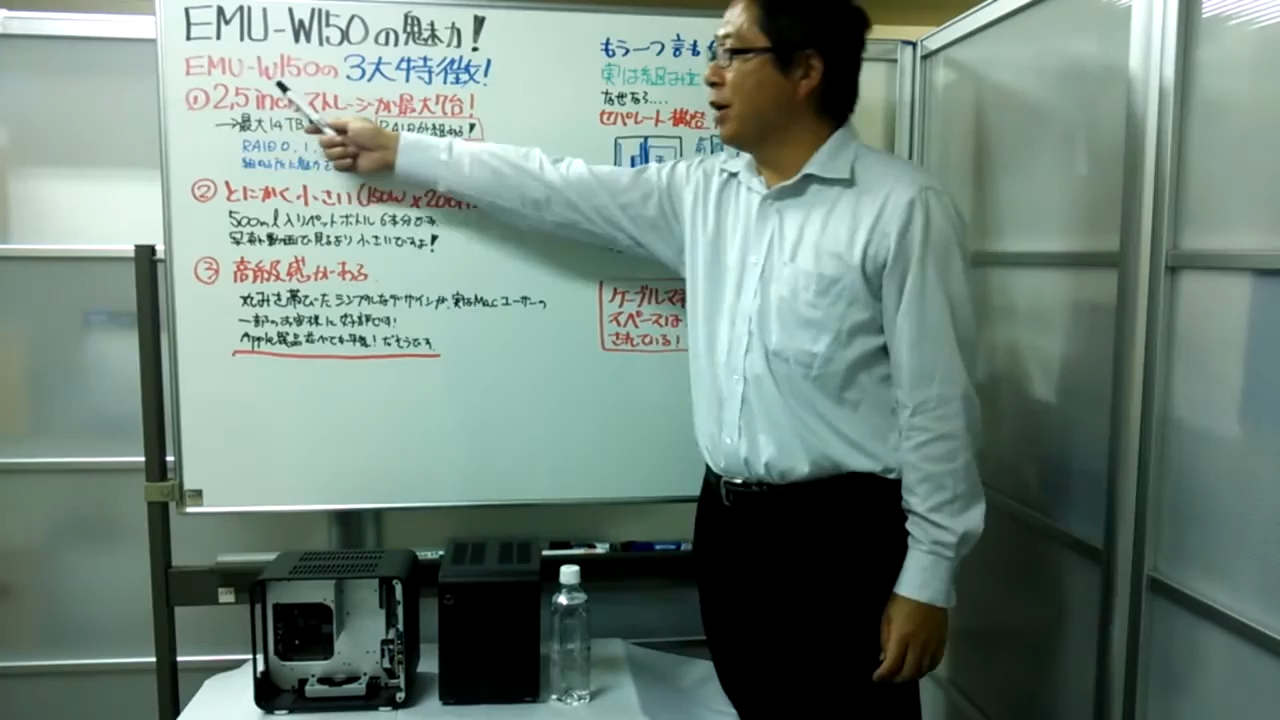 EMU-W150の魅力!
EMU-W150の3大特徴!
①2,5inchストレージが最大7台!
→最大14TB RAIDが組める!
RAID 0, 1,
②とにかく小さい(150W×200H
500ml入りペットボトル6本分です。
写真や動画で見るより小さいですよ!
③高級感がある
丸みを帯びたシンプルなデザインが、実はMacユーザーの
一部のお客様に好評です!
Apple製品並べても平気!だそうです。
もう一つ言も
実は組み
なぜなら....
セパレート構造
ケーブルマネ
スペースは
されている!